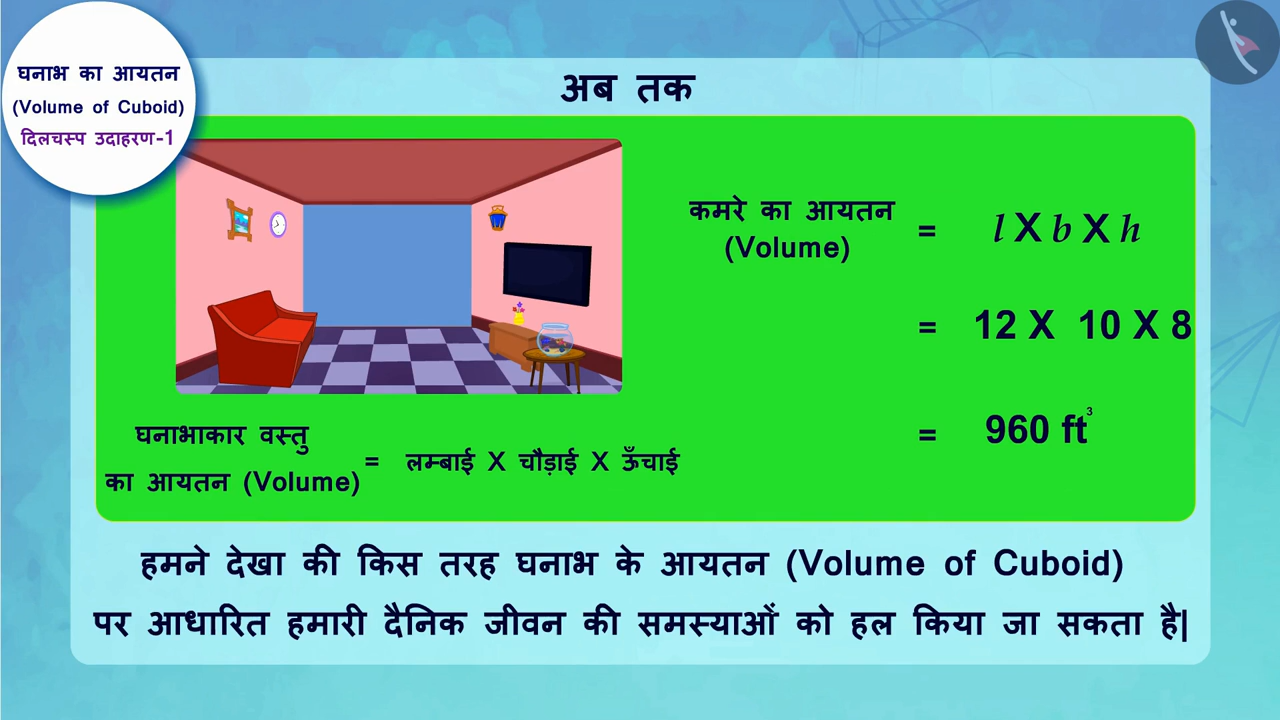 घनाभ का आयतन
(Volume of Cuboid)
दिलचस्प उदाहरण-1
अब तक
कमरे का आयतन
(Volume)
= l X b X h
= 12 X 10 X 8
= 960 ft³
घनाभाकार वस्तु
का आयतन (Volume)
= लम्बाई X चौड़ाई X ऊँचाई
हमने देखा की किस तरह घनाभ के आयतन (Volume of Cuboid)
पर आधारित हमारी दैनिक जीवन की समस्याओं को हल किया जा सकता है|